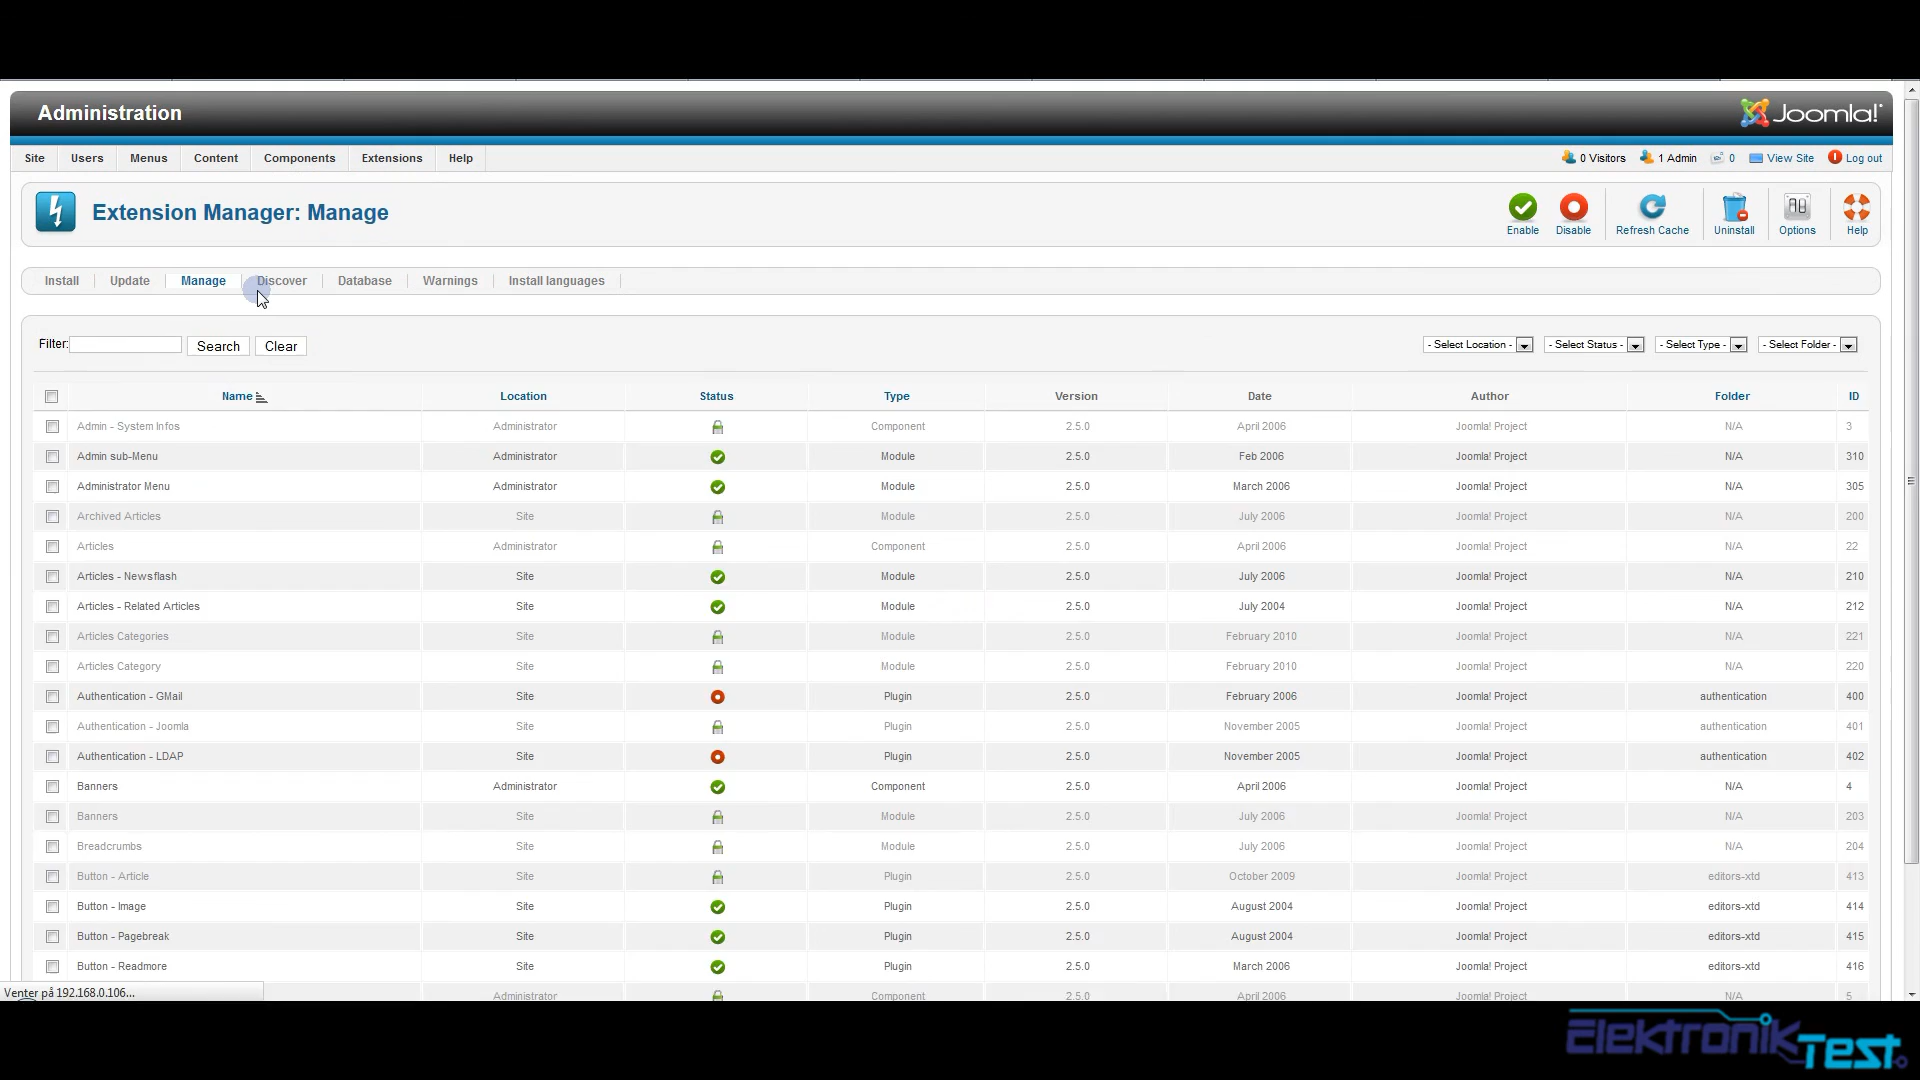 Administration
Joomla!
Site Users Menus Content Components Extensions Help
0 Visitors 1 Admin 0 View Site Log out
Extension Manager: Manage
Enable Disable Refresh Cache Uninstall Options Help
Install Update Manage Discover Database Warnings Install languages
Filter: Search Clear
- Select Location - - Select Status - - Select Type - - Select Folder -
Name Location Status Type Version Date Author Folder ID
Admin - System Infos Administrator Component 2.5.0 April 2006 Joomla! Project N/A 3
Admin sub-Menu Administrator Module 2.5.0 Feb 2006 Joomla! Project N/A 310
Administrator Menu Administrator Module 2.5.0 March 2006 Joomla! Project N/A 305
Archived Articles Site Module 2.5.0 July 2006 Joomla! Project N/A 200
Articles Administrator Component 2.5.0 April 2006 Joomla! Project N/A 22
Articles - Newsflash Site Module 2.5.0 July 2006 Joomla! Project N/A 210
Articles - Related Articles Site Module 2.5.0 July 2004 Joomla! Project N/A 212
Articles Categories Site Module 2.5.0 February 2010 Joomla! Project N/A 221
Articles Category Site Module 2.5.0 February 2010 Joomla! Project N/A 220
Authentication - GMail Site Plugin 2.5.0 February 2006 Joomla! Project authentication 400
Authentication - Joomla Site Plugin 2.5.0 November 2005 Joomla! Project authentication 401
Authentication - LDAP Site Plugin 2.5.0 November 2005 Joomla! Project authentication 402
Banners Administrator Component 2.5.0 April 2006 Joomla! Project N/A 4
Banners Site Module 2.5.0 July 2006 Joomla! Project N/A 203
Breadcrumbs Site Module 2.5.0 July 2006 Joomla! Project N/A 204
Button - Article Site Plugin 2.5.0 October 2009 Joomla! Project editors-xtd 413
Button - Image Site Plugin 2.5.0 August 2004 Joomla! Project editors-xtd 414
Button - Pagebreak Site Plugin 2.5.0 August 2004 Joomla! Project editors-xtd 415
Button - Readmore Site Plugin 2.5.0 March 2006 Joomla! Project editors-xtd 416
Administrator Component 2.5.0 April 2006 Joomla! Project N/A 5
Venter på 192.168.0.106...
Elektronik
Test